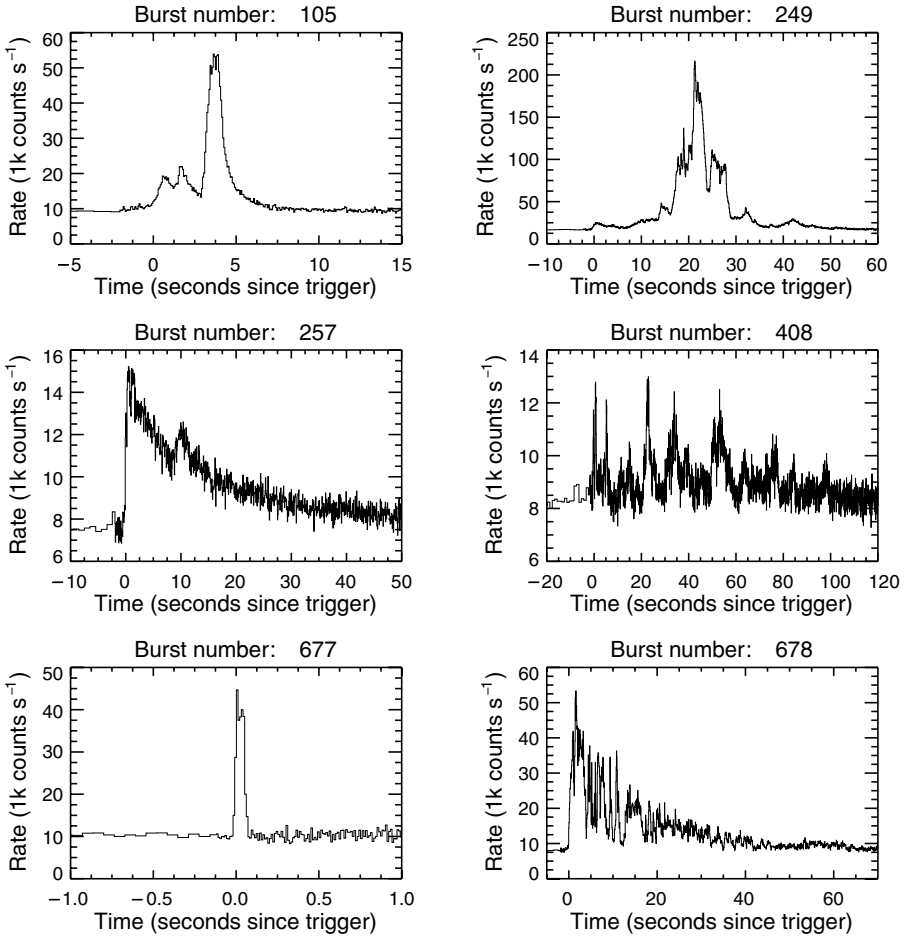 Burst number: 105
Rate (1k counts s⁻¹)
60
50
40
30
20
10
0
−5 0 5 10 15
Time (seconds since trigger)
Burst number: 249
Rate (1k counts s⁻¹)
250
200
150
100
50
0
−10 0 10 20 30 40 50 60
Time (seconds since trigger)
Burst number: 257
Rate (1k counts s⁻¹)
16
14
12
10
8
6
−10 0 10 20 30 40 50
Time (seconds since trigger)
Burst number: 408
Rate (1k counts s⁻¹)
14
12
10
8
6
−20 0 20 40 60 80 100 120
Time (seconds since trigger)
Burst number: 677
Rate (1k counts s⁻¹)
50
40
30
20
10
0
−1.0 −0.5 0.0 0.5 1.0
Time (seconds since trigger)
Burst number: 678
Rate (1k counts s⁻¹)
60
50
40
30
20
10
0
0 20 40 60
Time (seconds since trigger)